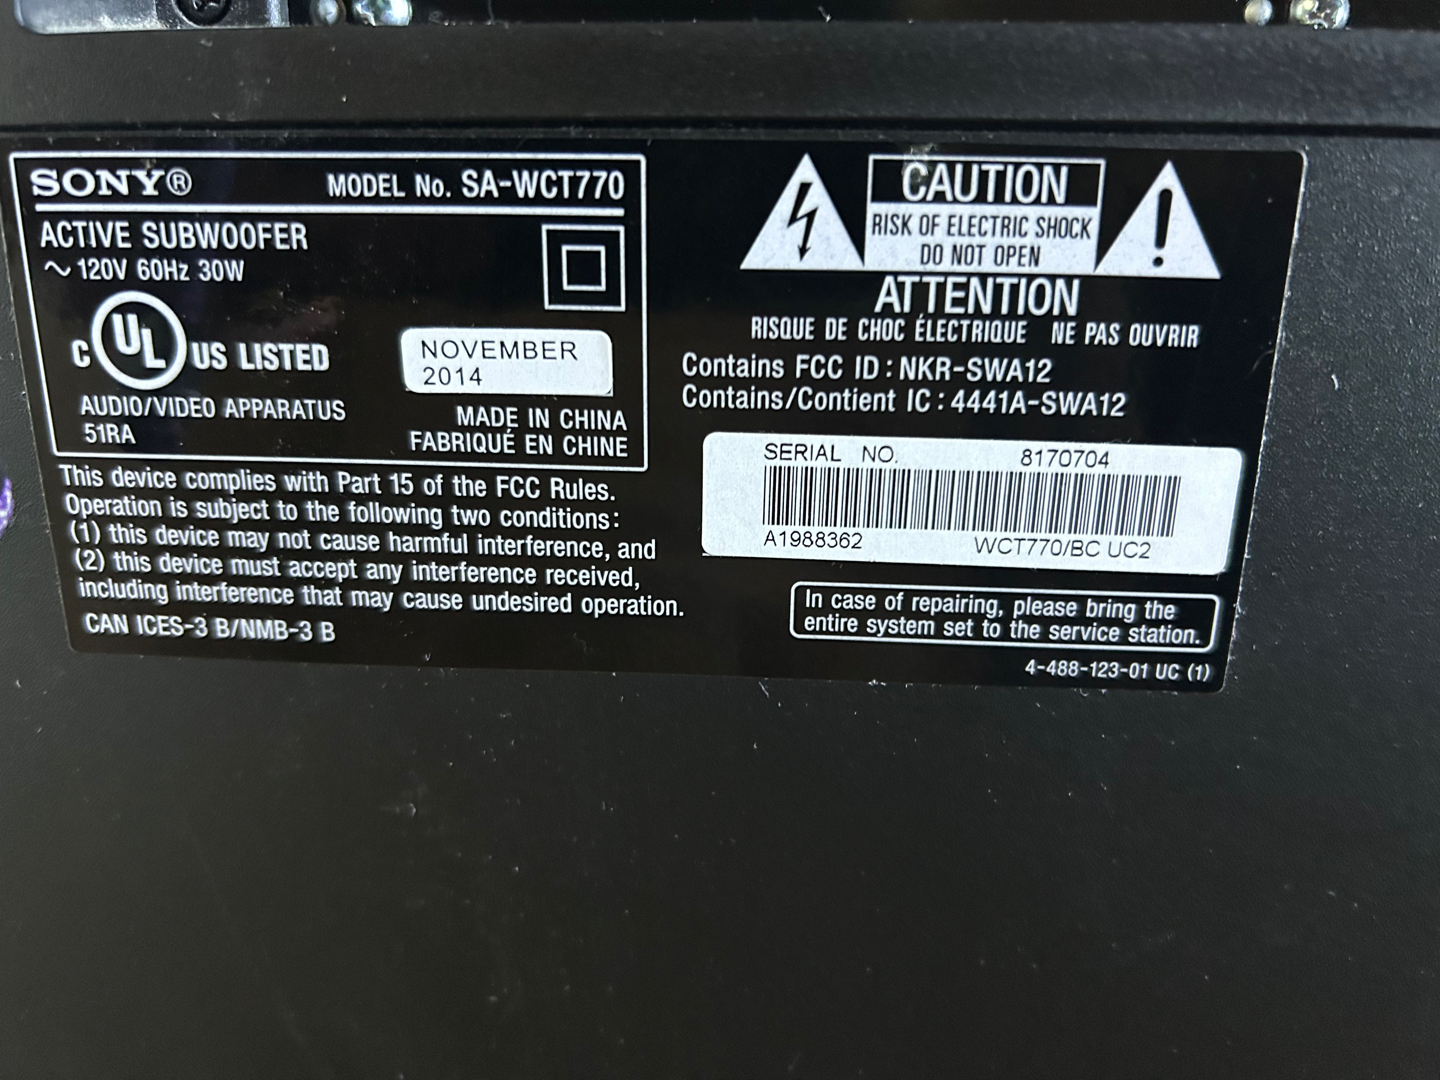 SONY®
MODEL No. SA-WCT770
ACTIVE SUBWOOFER
~ 120V 60Hz 30W
C UL US LISTED
NOVEMBER
2014
AUDIO/VIDEO APPARATUS
51RA
MADE IN CHINA
FABRIQUÉ EN CHINE
This device complies with Part 15 of the FCC Rules.
Operation is subject to the following two conditions:
(1) this device may not cause harmful interference, and
(2) this device must accept any interference received,
including interference that may cause undesired operation.
CAN ICES-3 B/NMB-3 B
CAUTION
RISK OF ELECTRIC SHOCK
DO NOT OPEN
ATTENTION
RISQUE DE CHOC ÉLECTRIQUE NE PAS OUVRIR
Contains FCC ID : NKR-SWA12
Contains/Contient IC : 4441A-SWA12
SERIAL NO. 8170704
A1988362 WCT770/BC UC2
In case of repairing, please bring the
entire system set to the service station.
4-488-123-01 UC (1)